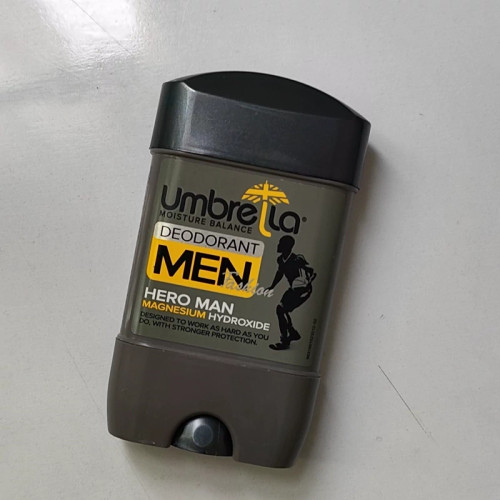 umbrella®
MOISTURE BALANCE
DEODORANT
MEN
Fashion
HERO MAN
MAGNESIUM HYDROXIDE
DESIGNED TO WORK AS HARD AS YOU
DO, WITH STRONGER PROTECTION.